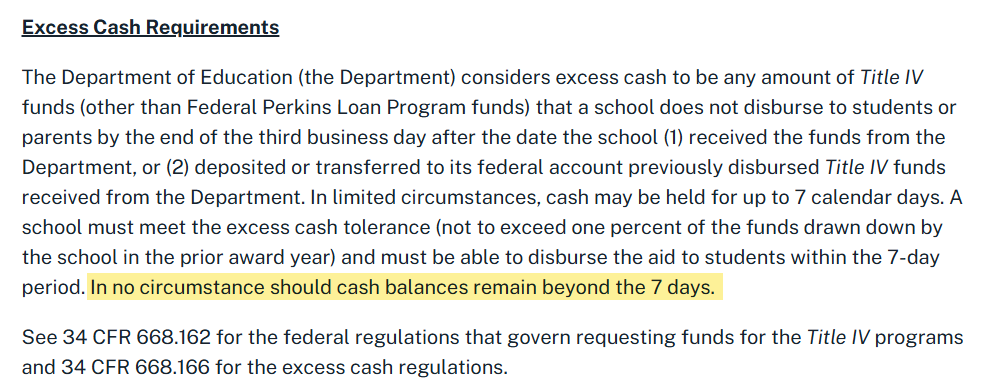 Excess Cash Requirements
The Department of Education (the Department) considers excess cash to be any amount of Title IV
funds (other than Federal Perkins Loan Program funds) that a school does not disburse to students or
parents by the end of the third business day after the date the school (1) received the funds from the
Department, or (2) deposited or transferred to its federal account previously disbursed Title IV funds
received from the Department. In limited circumstances, cash may be held for up to 7 calendar days. A
school must meet the excess cash tolerance (not to exceed one percent of the funds drawn down by
the school in the prior award year) and must be able to disburse the aid to students within the 7-day
period. In no circumstance should cash balances remain beyond the 7 days.
See 34 CFR 668.162 for the federal regulations that govern requesting funds for the Title IV programs
and 34 CFR 668.166 for the excess cash regulations.